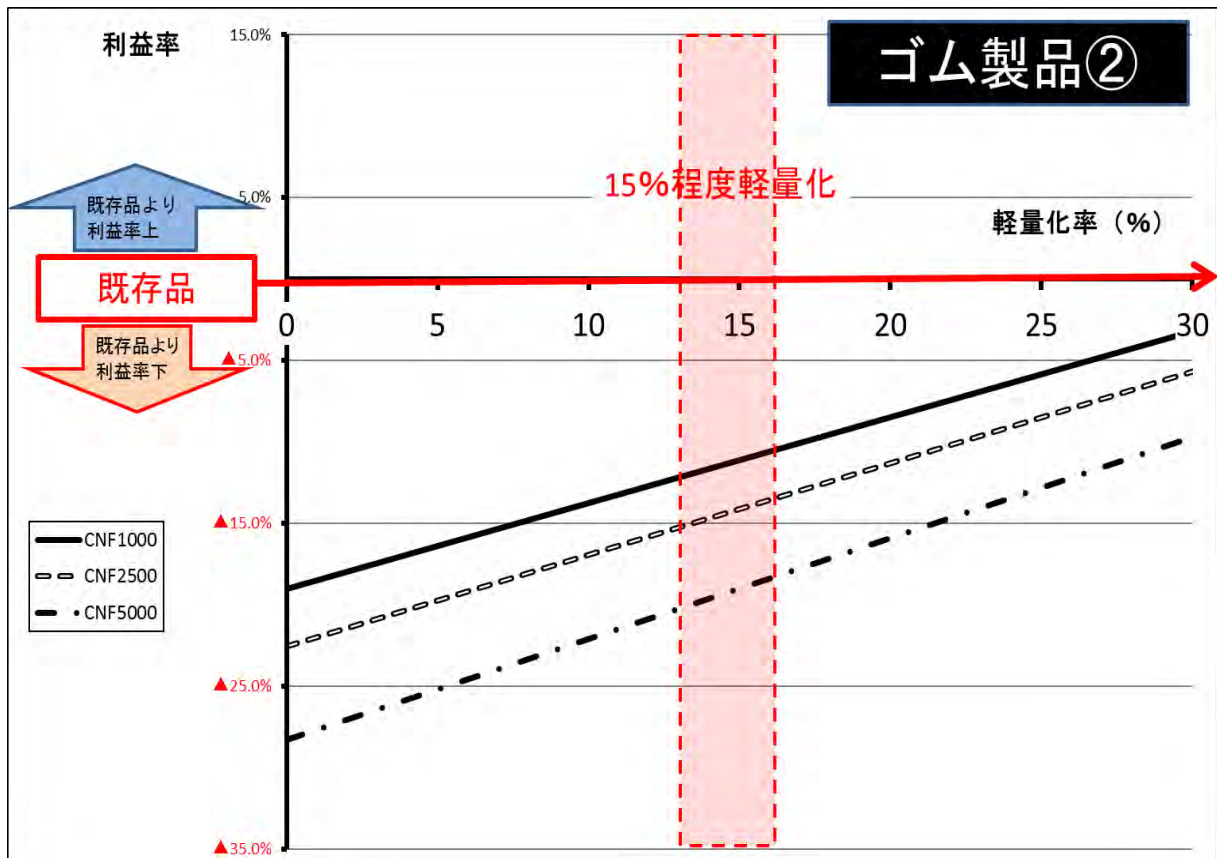 利益率
15.0%
ゴム製品②
15%程度軽量化
5.0%
既存品より
利益率上
軽量化率（%）
既存品
0
5
10
15
20
25
30
既存品より
利益率下
▲5.0%
▲15.0%
CNF1000
CNF2500
CNF5000
▲25.0%
▲35.0%